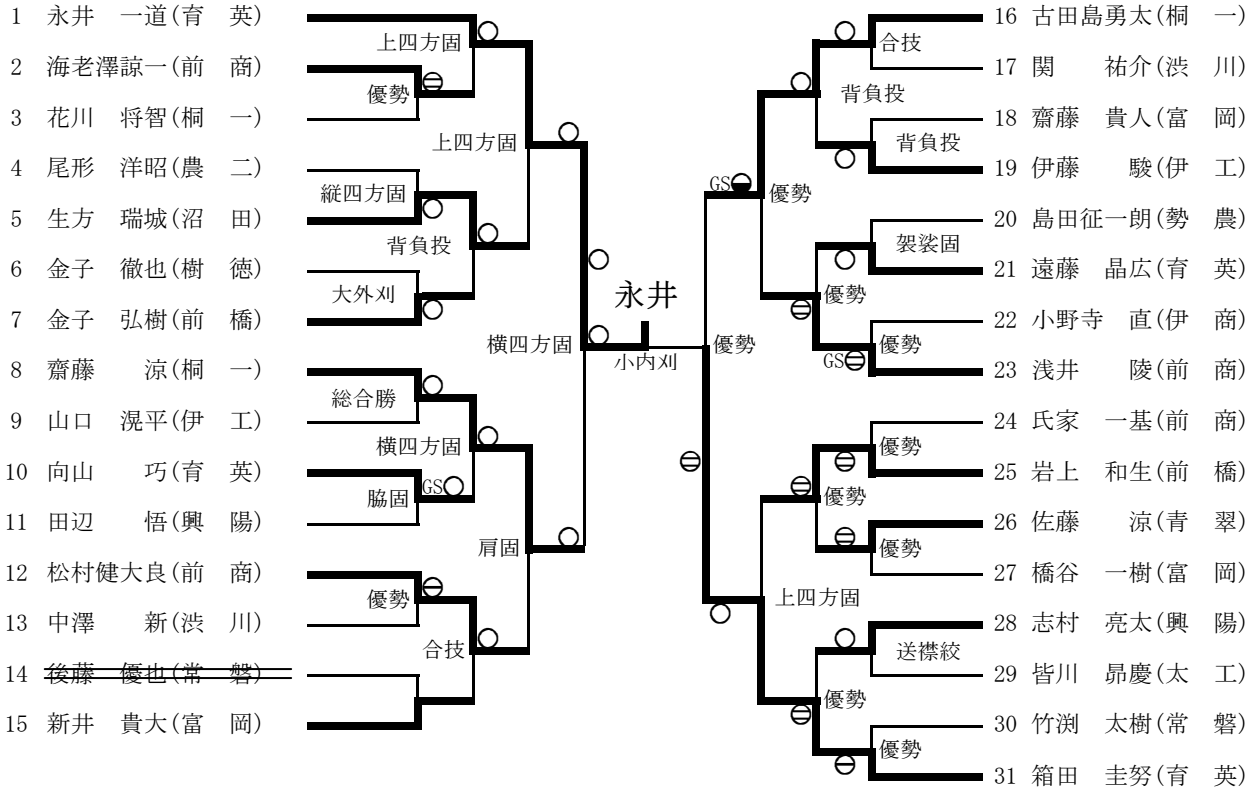 1 永井　一道(育　英)
2 海老澤諒一(前　商)
3 花川　将智(桐　一)
4 尾形　洋昭(農　二)
5 生方　瑞城(沼　田)
6 金子　徹也(樹　徳)
7 金子　弘樹(前　橋)
8 齋藤　　涼(桐　一)
9 山口　滉平(伊　工)
10 向山　　巧(育　英)
11 田辺　　悟(興　陽)
12 松村健大良(前　商)
13 中澤　　新(渋　川)
14 後藤　優也(常　磐)
15 新井　貴大(富　岡)
上四方固
優勢
上四方固
縦四方固
背負投
大外刈
横四方固
総合勝
横四方固
GS
脇固
肩固
優勢
合技
永井
小内刈
合技
背負投
背負投
GS
優勢
袈裟固
優勢
優勢
GS
優勢
優勢
優勢
優勢
上四方固
送襟絞
優勢
優勢
16 古田島勇太(桐　一)
17 関　　祐介(渋　川)
18 齋藤　貴人(富　岡)
19 伊藤　　駿(伊　工)
20 島田征一朗(勢　農)
21 遠藤　晶広(育　英)
22 小野寺　直(伊　商)
23 浅井　　陵(前　商)
24 氏家　一基(前　商)
25 岩上　和生(前　橋)
26 佐藤　　涼(青　翠)
27 橋谷　一樹(富　岡)
28 志村　亮太(興　陽)
29 皆川　昴慶(太　工)
30 竹渕　太樹(常　磐)
31 箱田　圭努(育　英)